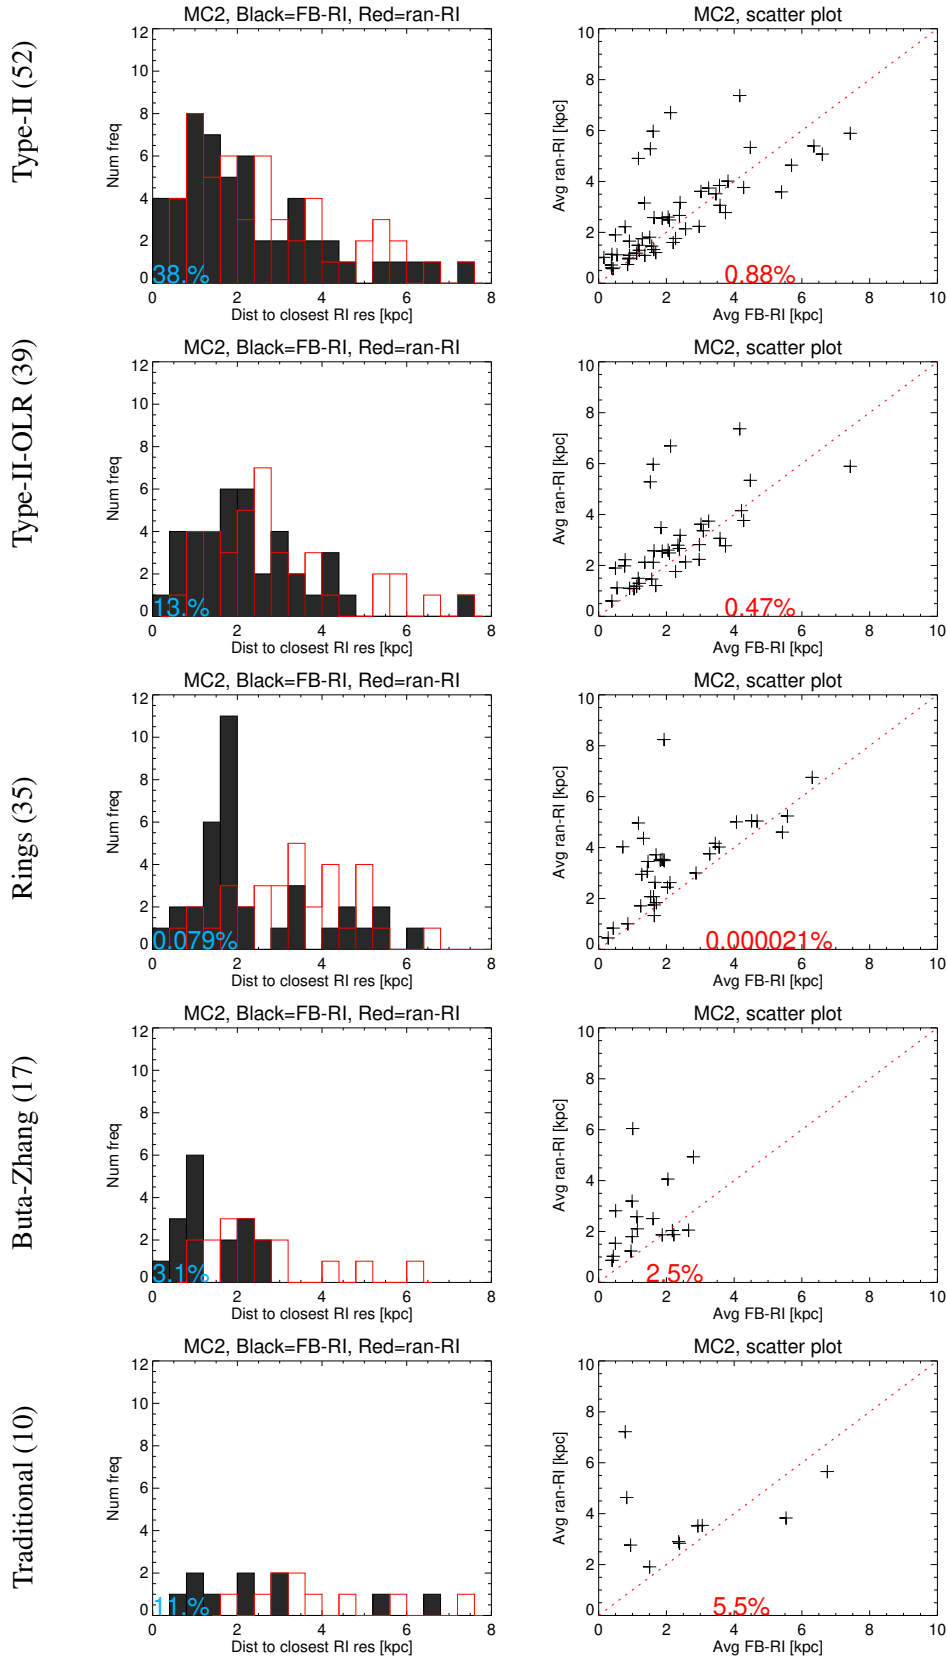 Type-II (52)
MC2, Black=FB-RI, Red=ran-RI
Num freq
12
10
8
6
4
2
0
38.%
0 2 4 6 8
Dist to closest RI res [kpc]
MC2, scatter plot
Avg ran-RI [kpc]
10
8
6
4
2
0
0.88%
0 2 4 6 8 10
Avg FB-RI [kpc]
Type-II-OLR (39)
MC2, Black=FB-RI, Red=ran-RI
Num freq
12
10
8
6
4
2
0
13.%
0 2 4 6 8
Dist to closest RI res [kpc]
MC2, scatter plot
Avg ran-RI [kpc]
10
8
6
4
2
0
0.47%
0 2 4 6 8 10
Avg FB-RI [kpc]
Rings (35)
MC2, Black=FB-RI, Red=ran-RI
Num freq
12
10
8
6
4
2
0
0.079%
0 2 4 6 8
Dist to closest RI res [kpc]
MC2, scatter plot
Avg ran-RI [kpc]
10
8
6
4
2
0
0.000021%
0 2 4 6 8 10
Avg FB-RI [kpc]
Buta-Zhang (17)
MC2, Black=FB-RI, Red=ran-RI
Num freq
12
10
8
6
4
2
0
3.1%
0 2 4 6 8
Dist to closest RI res [kpc]
MC2, scatter plot
Avg ran-RI [kpc]
10
8
6
4
2
0
2.5%
0 2 4 6 8 10
Avg FB-RI [kpc]
Traditional (10)
MC2, Black=FB-RI, Red=ran-RI
Num freq
12
10
8
6
4
2
0
11.%
0 2 4 6 8
Dist to closest RI res [kpc]
MC2, scatter plot
Avg ran-RI [kpc]
10
8
6
4
2
0
5.5%
0 2 4 6 8 10
Avg FB-RI [kpc]